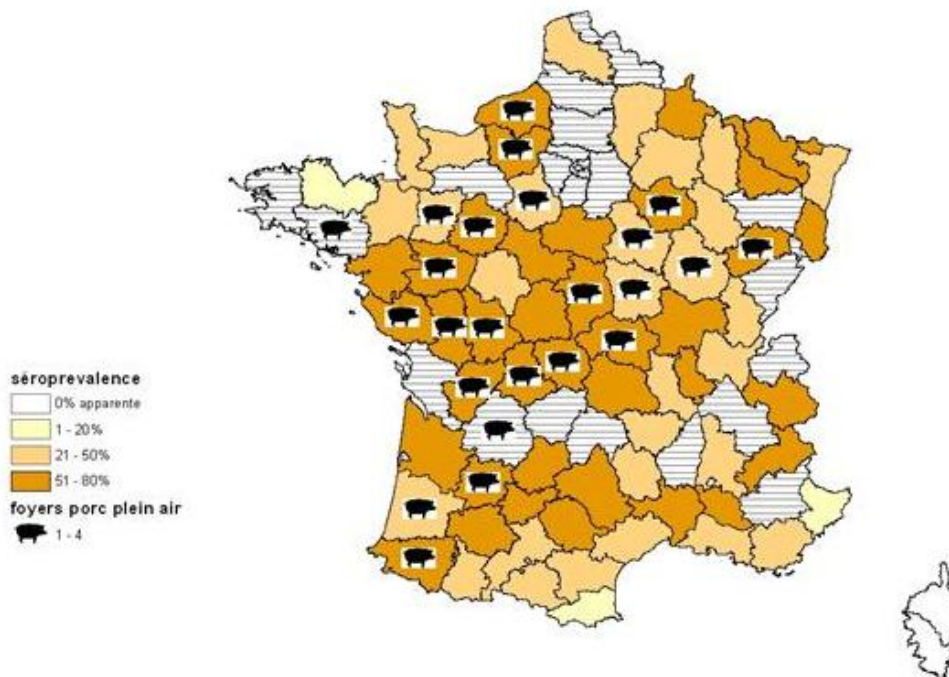 séroprevalence
0% apparente
1 - 20%
21 - 50%
51 - 80%
foyers porc plein air
1 - 4